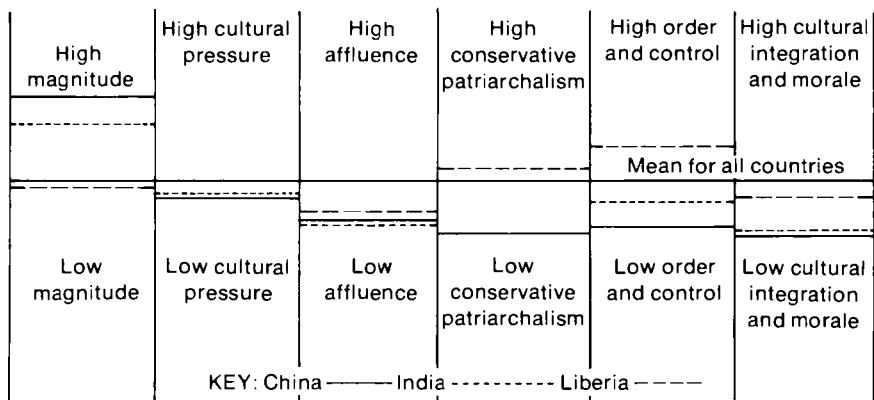 High
magnitude
High cultural
pressure
High
affluence
High
conservative
patriarchalism
High order
and control
High cultural
integration
and morale
Mean for all countries
Low
magnitude
Low cultural
pressure
Low
affluence
Low
conservative
patriarchalism
Low order
and control
Low cultural
integration
and morale
KEY: China India Liberia